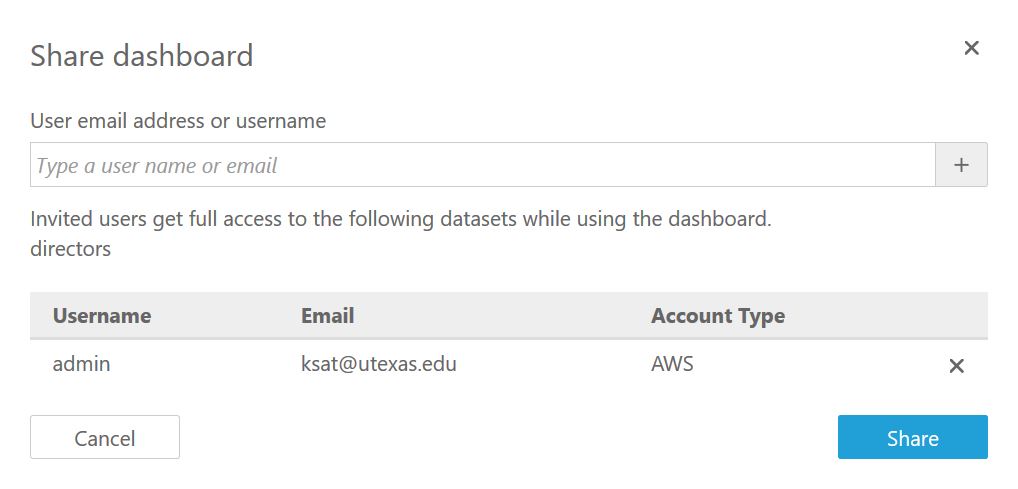 Share dashboard
User email address or username
Type a user name or email
Invited users get full access to the following datasets while using the dashboard.
directors
Username Email Account Type
admin ksat@utexas.edu AWS
Cancel Share